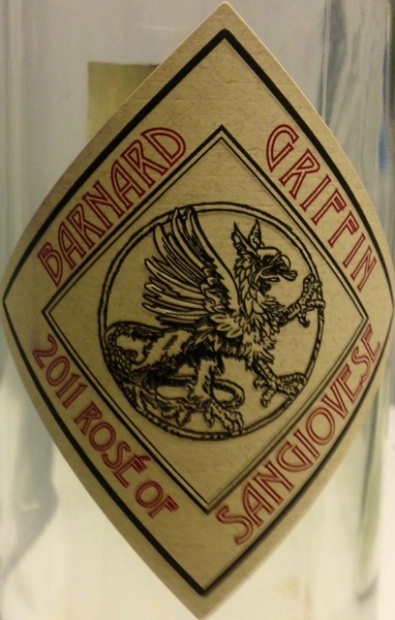 BARNARD
GRIFFIN
2011 ROSÉ OF
SANGIOVESE